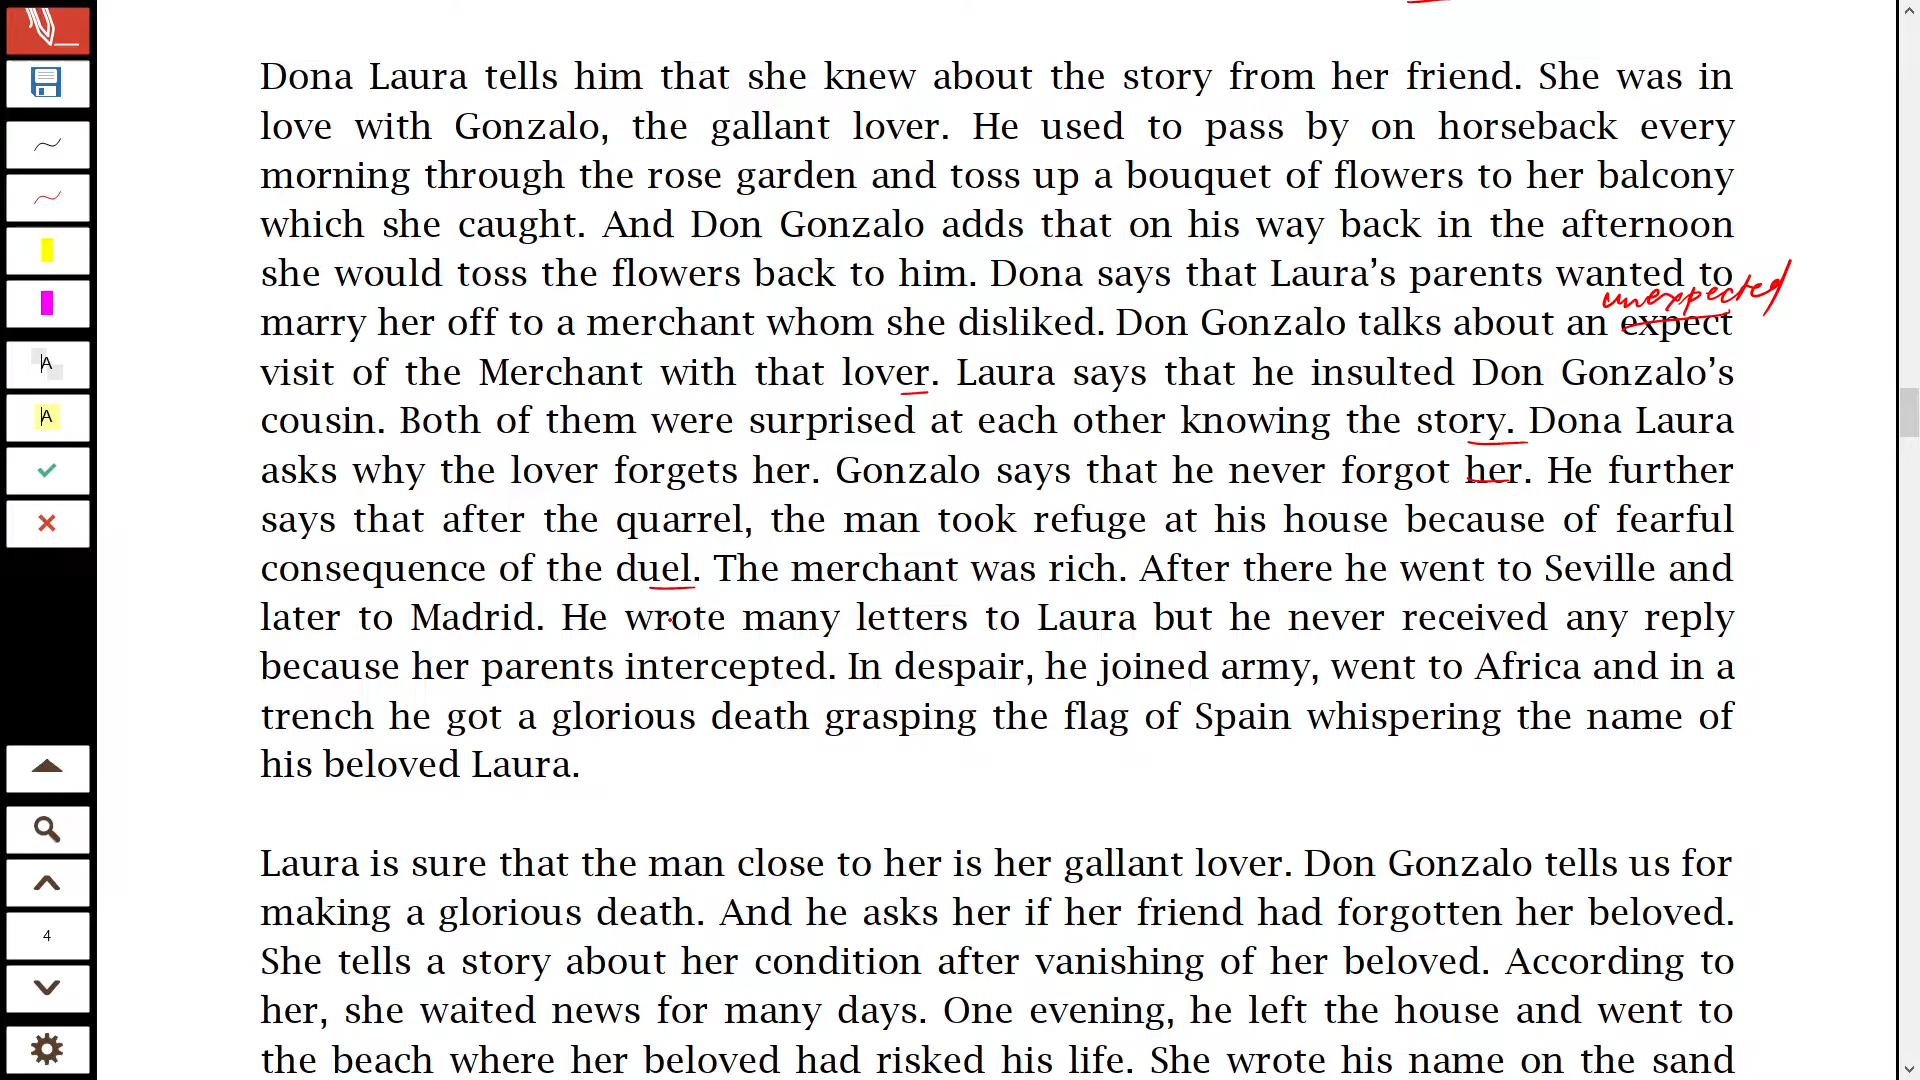 Dona Laura tells him that she knew about the story from her friend. She was in
love with Gonzalo, the gallant lover. He used to pass by on horseback every
morning through the rose garden and toss up a bouquet of flowers to her balcony
which she caught. And Don Gonzalo adds that on his way back in the afternoon
she would toss the flowers back to him. Dona says that Laura's parents wanted to
unexpected
marry her off to a merchant whom she disliked. Don Gonzalo talks about an expect
visit of the Merchant with that lover. Laura says that he insulted Don Gonzalo's
cousin. Both of them were surprised at each other knowing the story. Dona Laura
asks why the lover forgets her. Gonzalo says that he never forgot her. He further
says that after the quarrel, the man took refuge at his house because of fearful
consequence of the duel. The merchant was rich. After there he went to Seville and
later to Madrid. He wrote many letters to Laura but he never received any reply
because her parents intercepted. In despair, he joined army, went to Africa and in a
trench he got a glorious death grasping the flag of Spain whispering the name of
his beloved Laura.
Laura is sure that the man close to her is her gallant lover. Don Gonzalo tells us for
making a glorious death. And he asks her if her friend had forgotten her beloved.
She tells a story about her condition after vanishing of her beloved. According to
her, she waited news for many days. One evening, he left the house and went to
the beach where her beloved had risked his life. She wrote his name on the sand
A
A
4